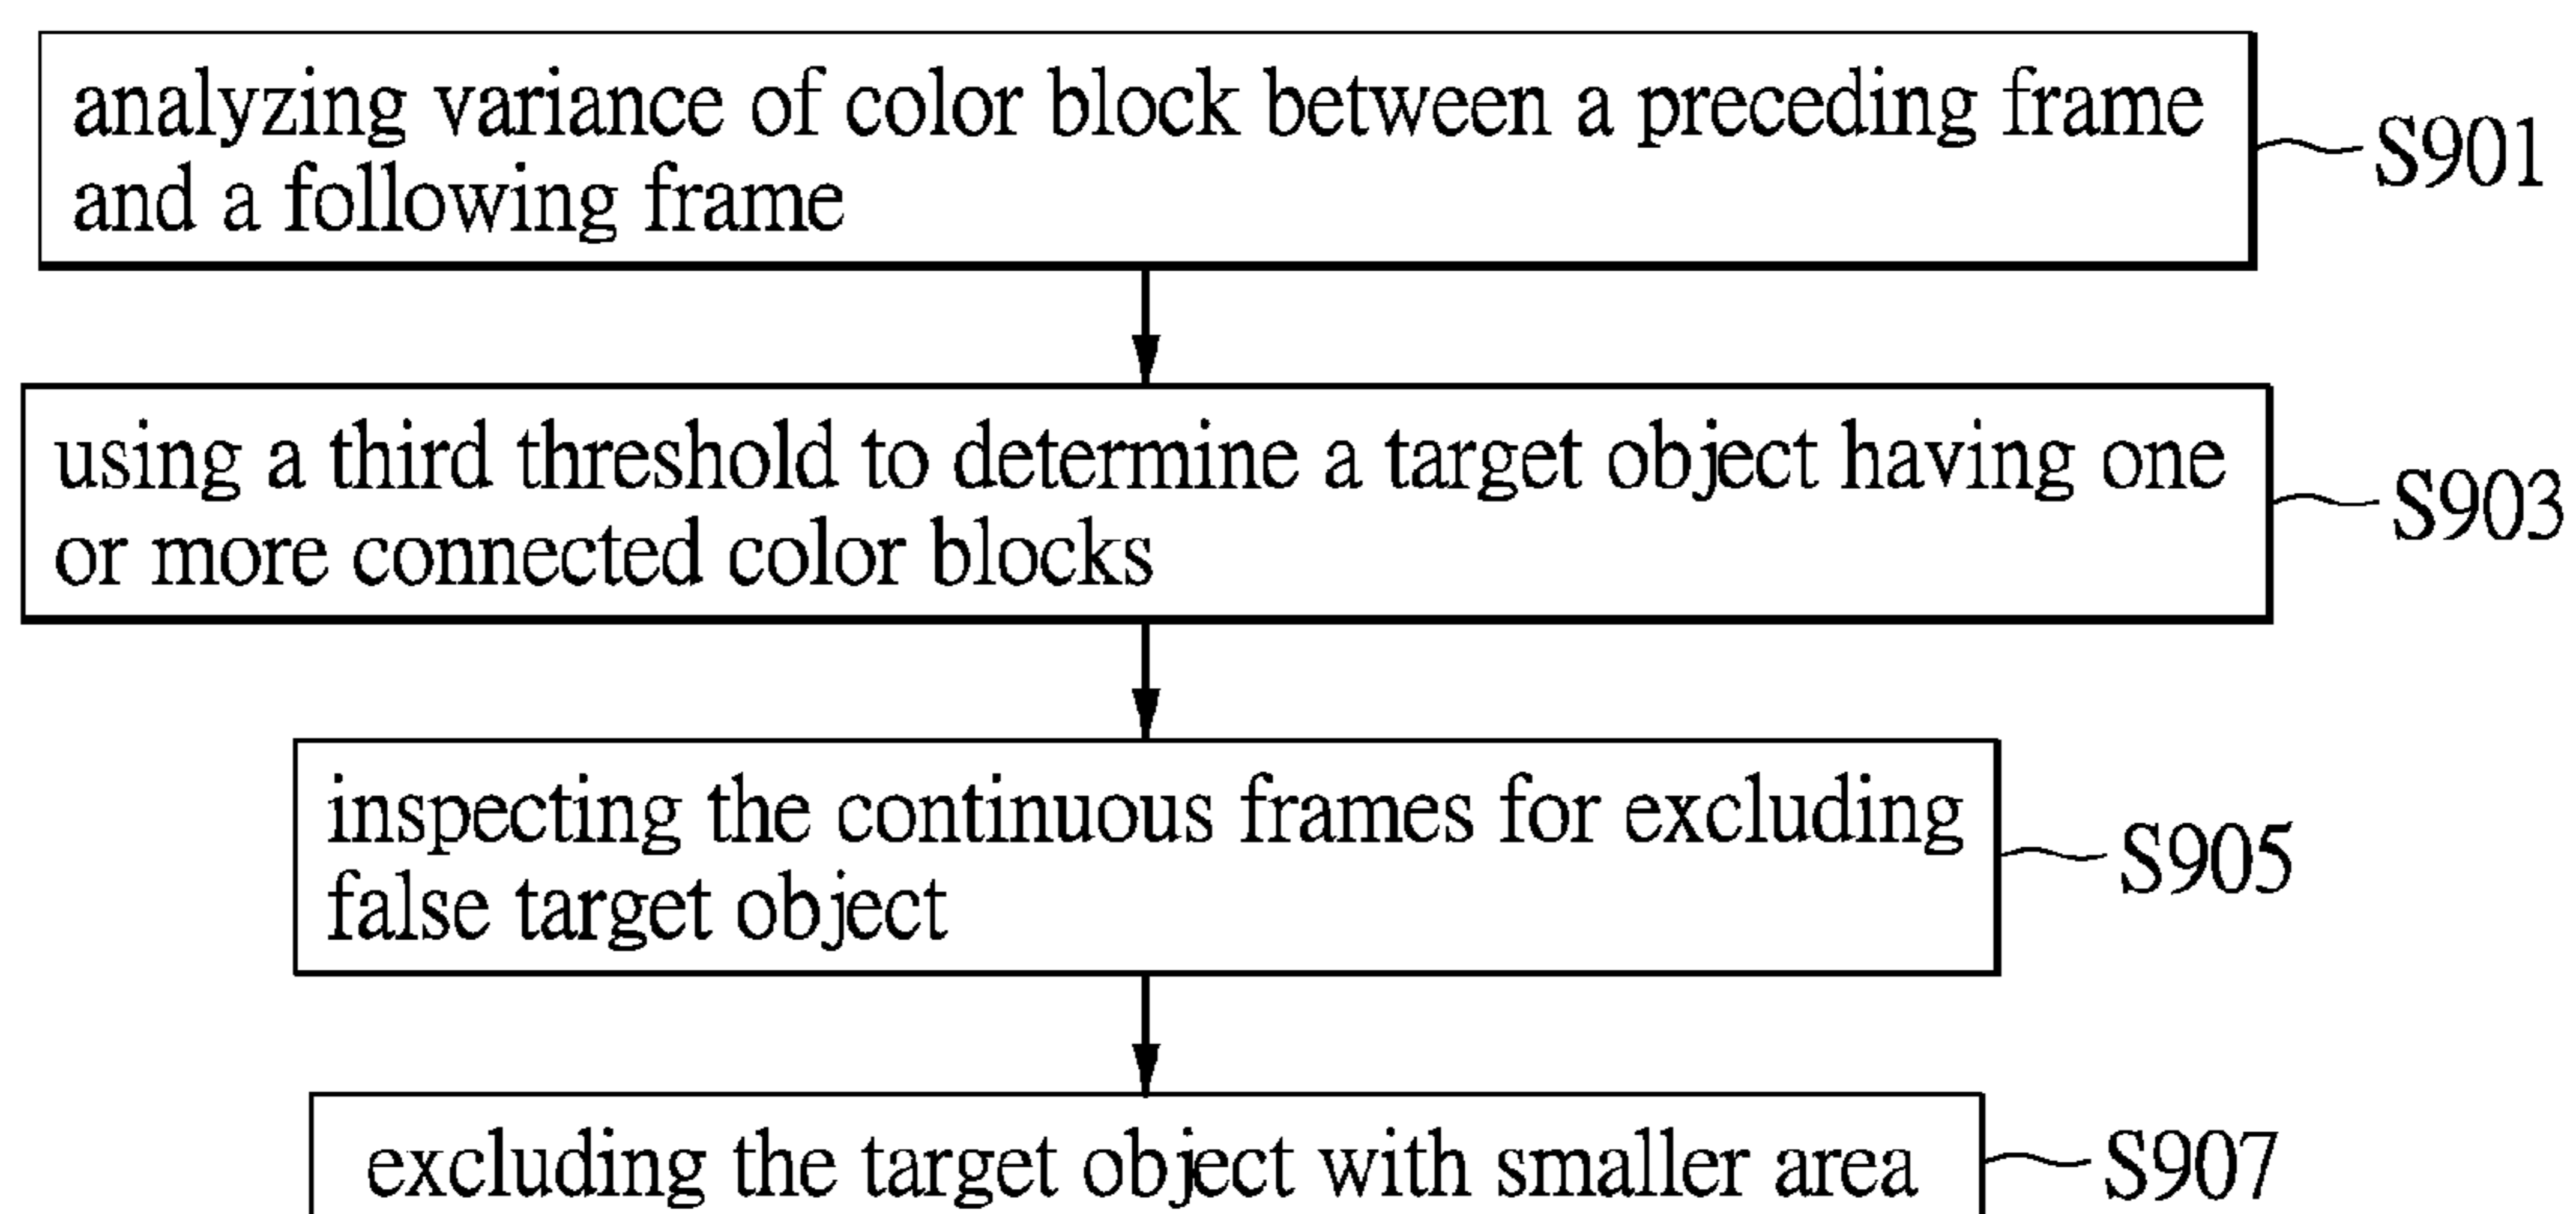 analyzing variance of color block between a preceding frame
and a following frame
S901
using a third threshold to determine a target object having one
or more connected color blocks
S903
inspecting the continuous frames for excluding
false target object
S905
excluding the target object with smaller area
S907